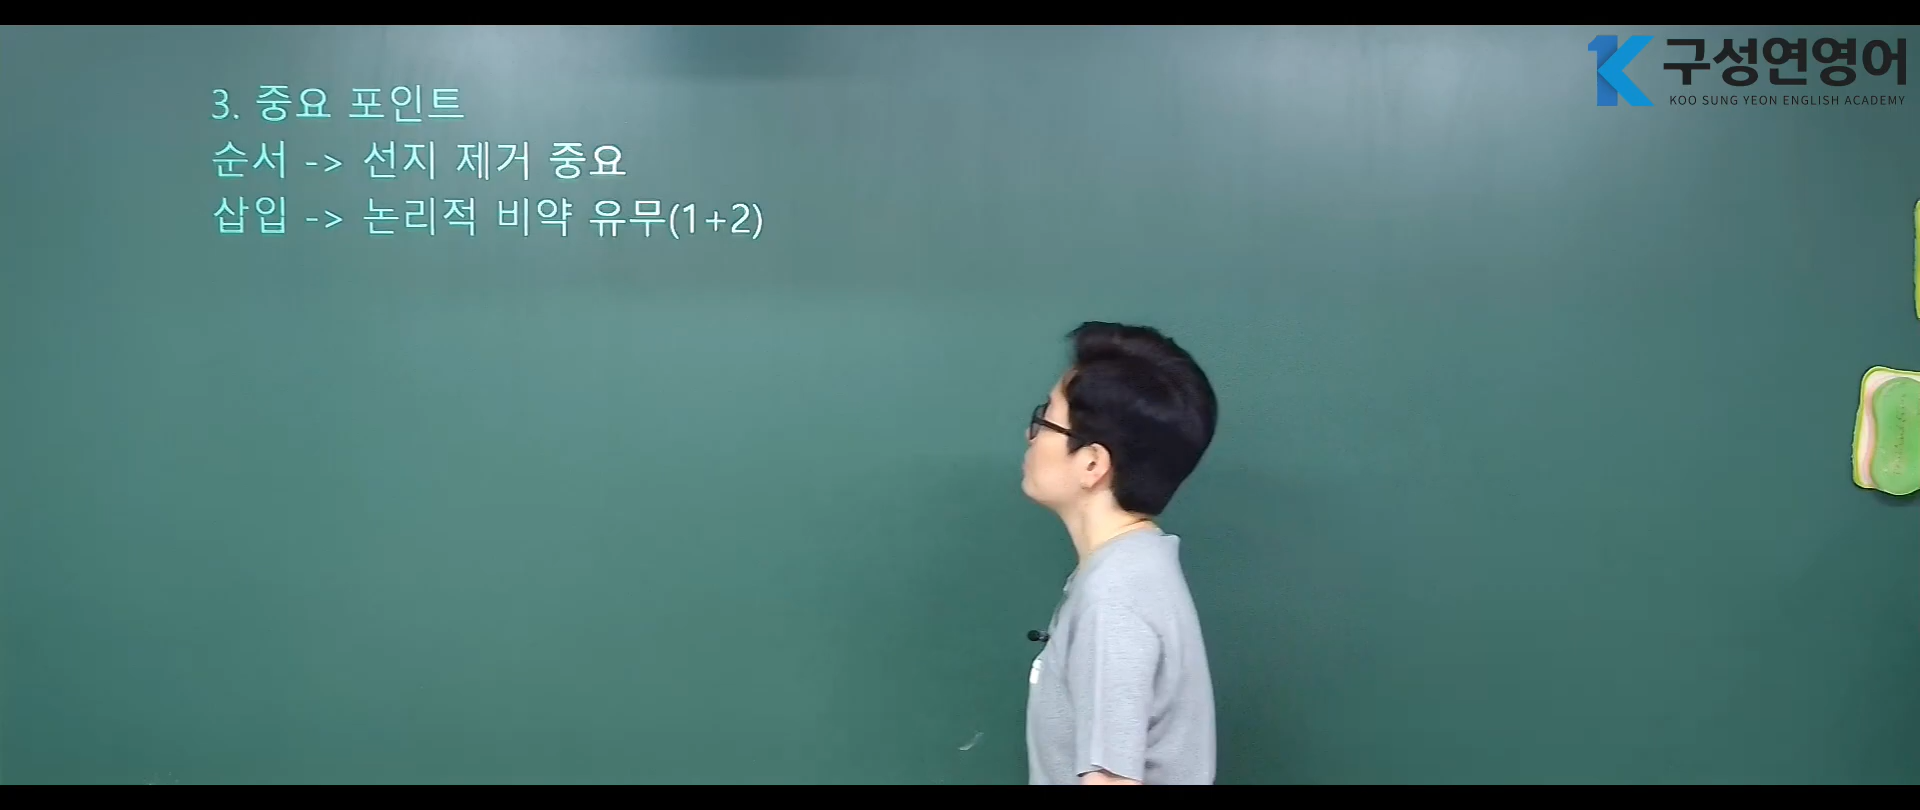 구성연영어
KOO SUNG YEON ENGLISH ACADEMY
3. 중요 포인트
순서 -> 선지 제거 중요
삽입 -> 논리적 비약 유무(1+2)